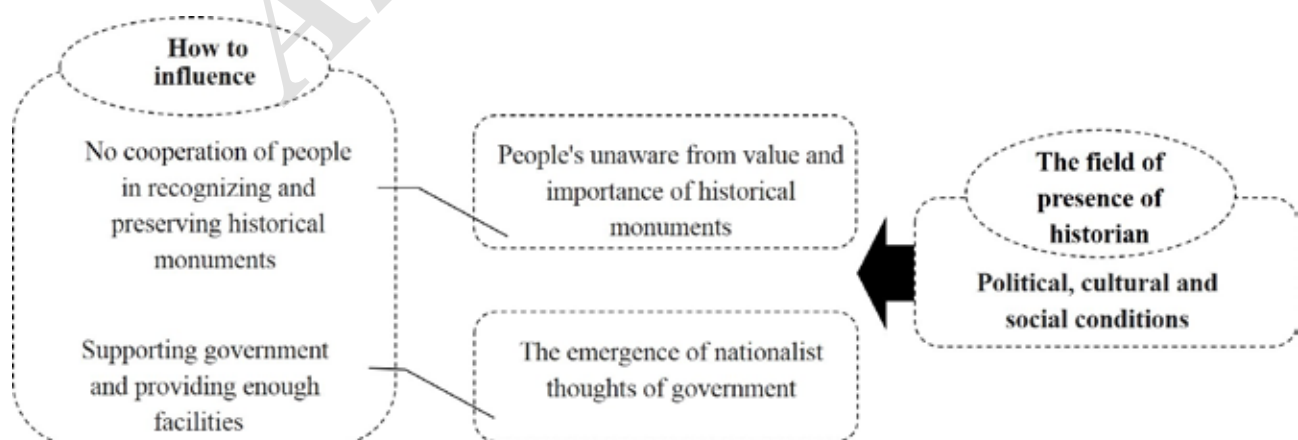 How to
influence
No cooperation of people
in recognizing and
preserving historical
monuments
Supporting government
and providing enough
facilities
People's unaware from value and
importance of historical
monuments
The emergence of nationalist
thoughts of government
The field of
presence of
historian
Political, cultural and
social conditions